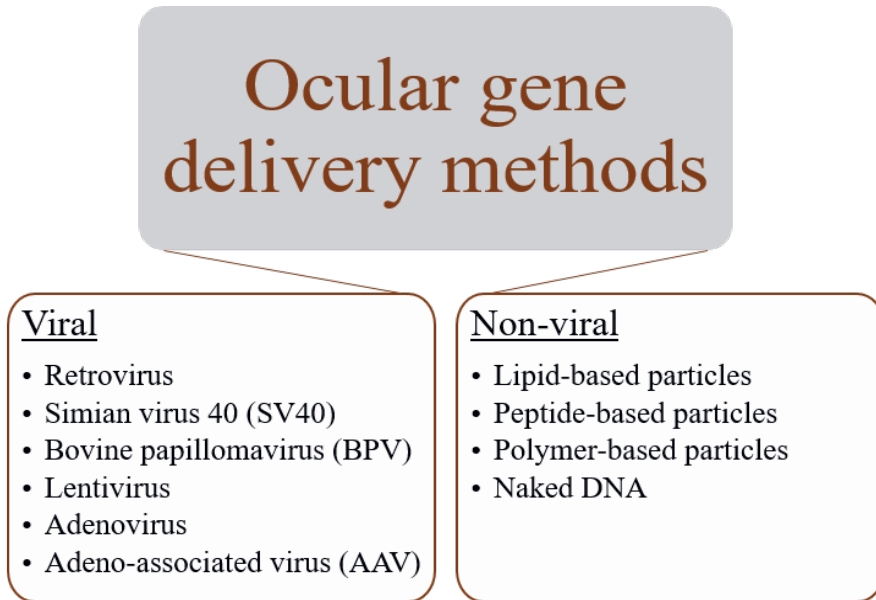 Ocular gene
delivery methods
Viral
• Retrovirus
• Simian virus 40 (SV40)
• Bovine papillomavirus (BPV)
• Lentivirus
• Adenovirus
• Adeno-associated virus (AAV)
Non-viral
• Lipid-based particles
• Peptide-based particles
• Polymer-based particles
• Naked DNA